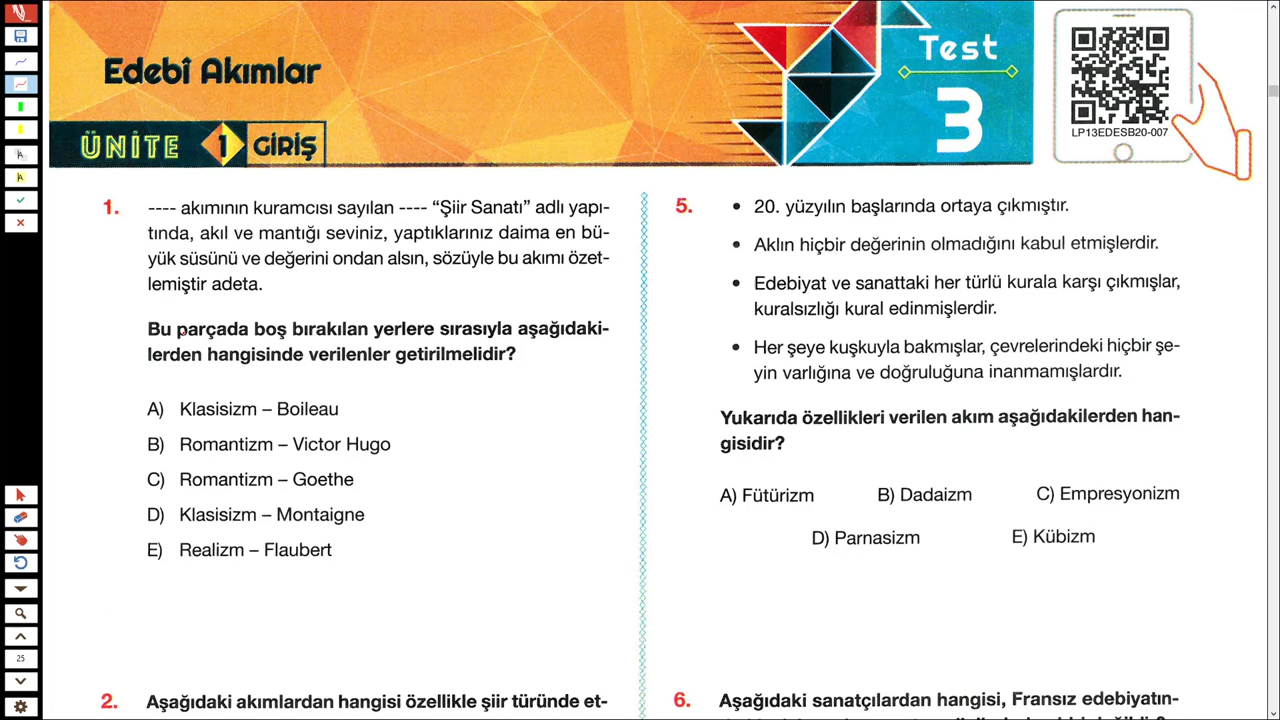 Edebî Akımlar
ÜNİTE 1 GİRİŞ
Test
3
LP13EDESB20-007
1. ---- akımının kuramcısı sayılan ---- “Şiir Sanatı” adlı yapı-
tında, akıl ve mantığı seviniz, yaptıklarınız daima en bü-
yük süsünü ve değerini ondan alsın, sözüyle bu akımı özet-
lemiştir adeta.
Bu parçada boş bırakılan yerlere sırasıyla aşağıdaki-
lerden hangisinde verilenler getirilmelidir?
A) Klasisizm – Boileau
B) Romantizm – Victor Hugo
C) Romantizm – Goethe
D) Klasisizm – Montaigne
E) Realizm – Flaubert
2. Aşağıdaki akımlardan hangisi özellikle şiir türünde et-
5. • 20. yüzyılın başlarında ortaya çıkmıştır.
• Aklın hiçbir değerinin olmadığını kabul etmişlerdir.
• Edebiyat ve sanattaki her türlü kurala karşı çıkmışlar,
kuralsızlığı kural edinmişlerdir.
• Her şeye kuşkuyla bakmışlar, çevrelerindeki hiçbir şe-
yin varlığına ve doğruluğuna inanmamışlardır.
Yukarıda özellikleri verilen akım aşağıdakilerden han-
gisidir?
A) Fütürizm B) Dadaizm C) Empresyonizm
D) Parnasizm E) Kübizm
6. Aşağıdaki sanatçılardan hangisi, Fransız edebiyatın-
25